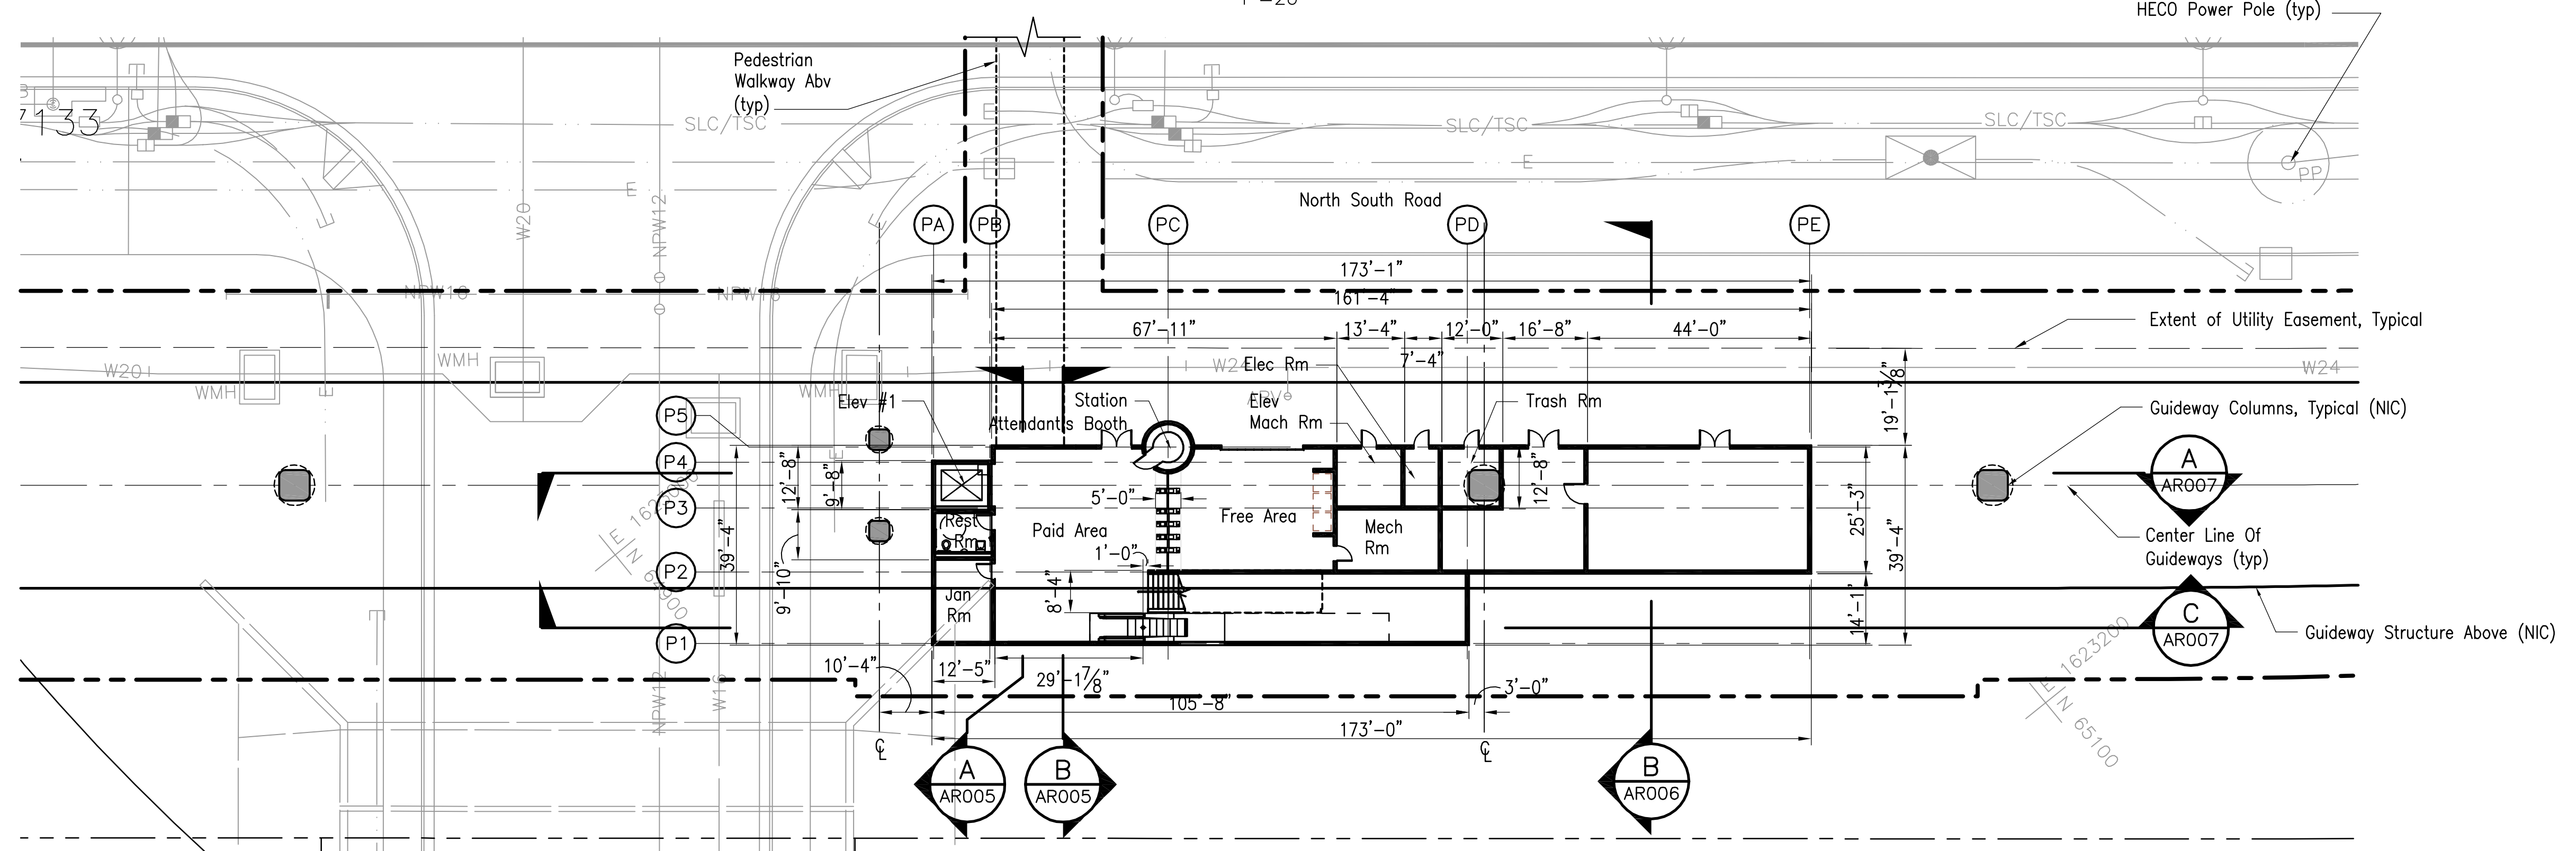 HECO Power Pole (typ)
Pedestrian
Walkway Abv
(typ)
133
SLC/TSC
SLC/TSC
SLC/TSC
E
E
PP
W20
NPW12
North South Road
PA
PB
PC
PD
PE
173'-1"
161'-4"
NPW16
NPW16
67'-11"
13'-4"
12'-0"
16'-8"
44'-0"
7'-4"
Extent of Utility Easement, Typical
W20
WMH
WMH
WMH
W24
W24
Elec Rm
19'-1 3/8"
P5
Elev #1
Station
Attendant's Booth
Elev
Mach Rm
Trash Rm
Guideway Columns, Typical (NIC)
P4
P3
P2
P1
12'-8"
9'-8"
39'-4"
9'-10"
Rest
Rm
Paid Area
5'-0"
Free Area
12'-8"
Mech
Rm
1'-0"
8'-4"
Jan
Rm
25'-3"
39'-4"
14'-1"
A
AR007
Center Line Of
Guideways (typ)
C
AR007
Guideway Structure Above (NIC)
E 1623200
N 65100
10'-4"
12'-5"
29'-1 7/8"
105'-8"
3'-0"
173'-0"
NPW12
W16
A
AR005
B
AR005
B
AR006